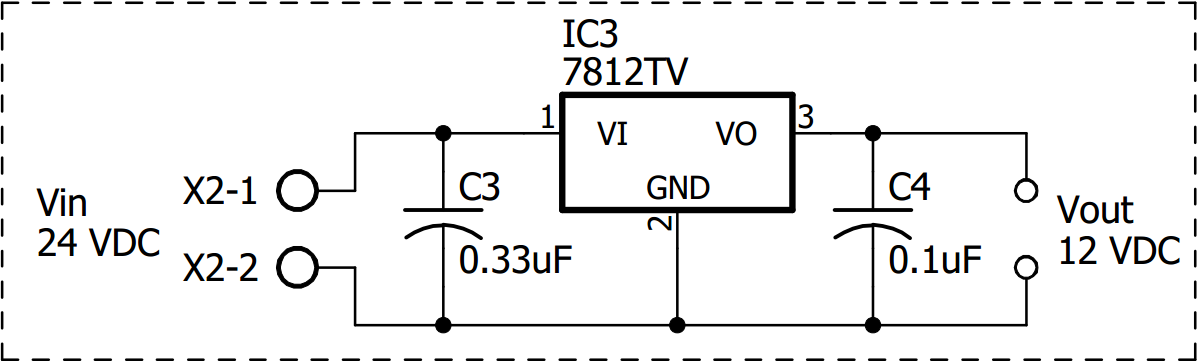 IC3
7812TV
1
VI
VO
3
GND
2
X2-1
Vin
24 VDC
X2-2
C3
0.33uF
C4
0.1uF
Vout
12 VDC